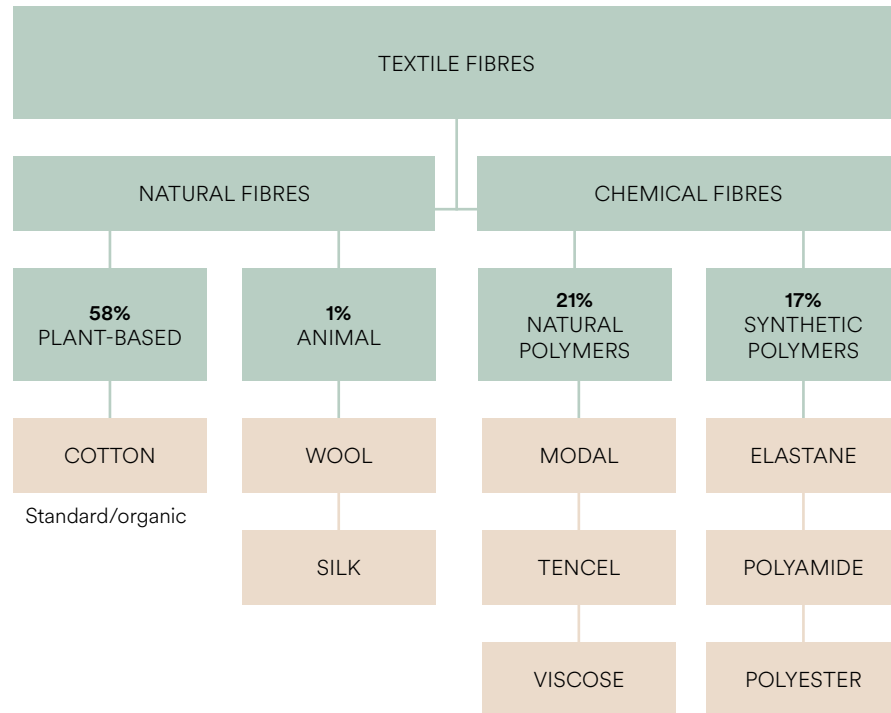 TEXTILE FIBRES
NATURAL FIBRES
CHEMICAL FIBRES
58%
PLANT-BASED
1%
ANIMAL
21%
NATURAL
POLYMERS
17%
SYNTHETIC
POLYMERS
COTTON
WOOL
MODAL
ELASTANE
Standard/organic
SILK
TENCEL
POLYAMIDE
VISCOSE
POLYESTER